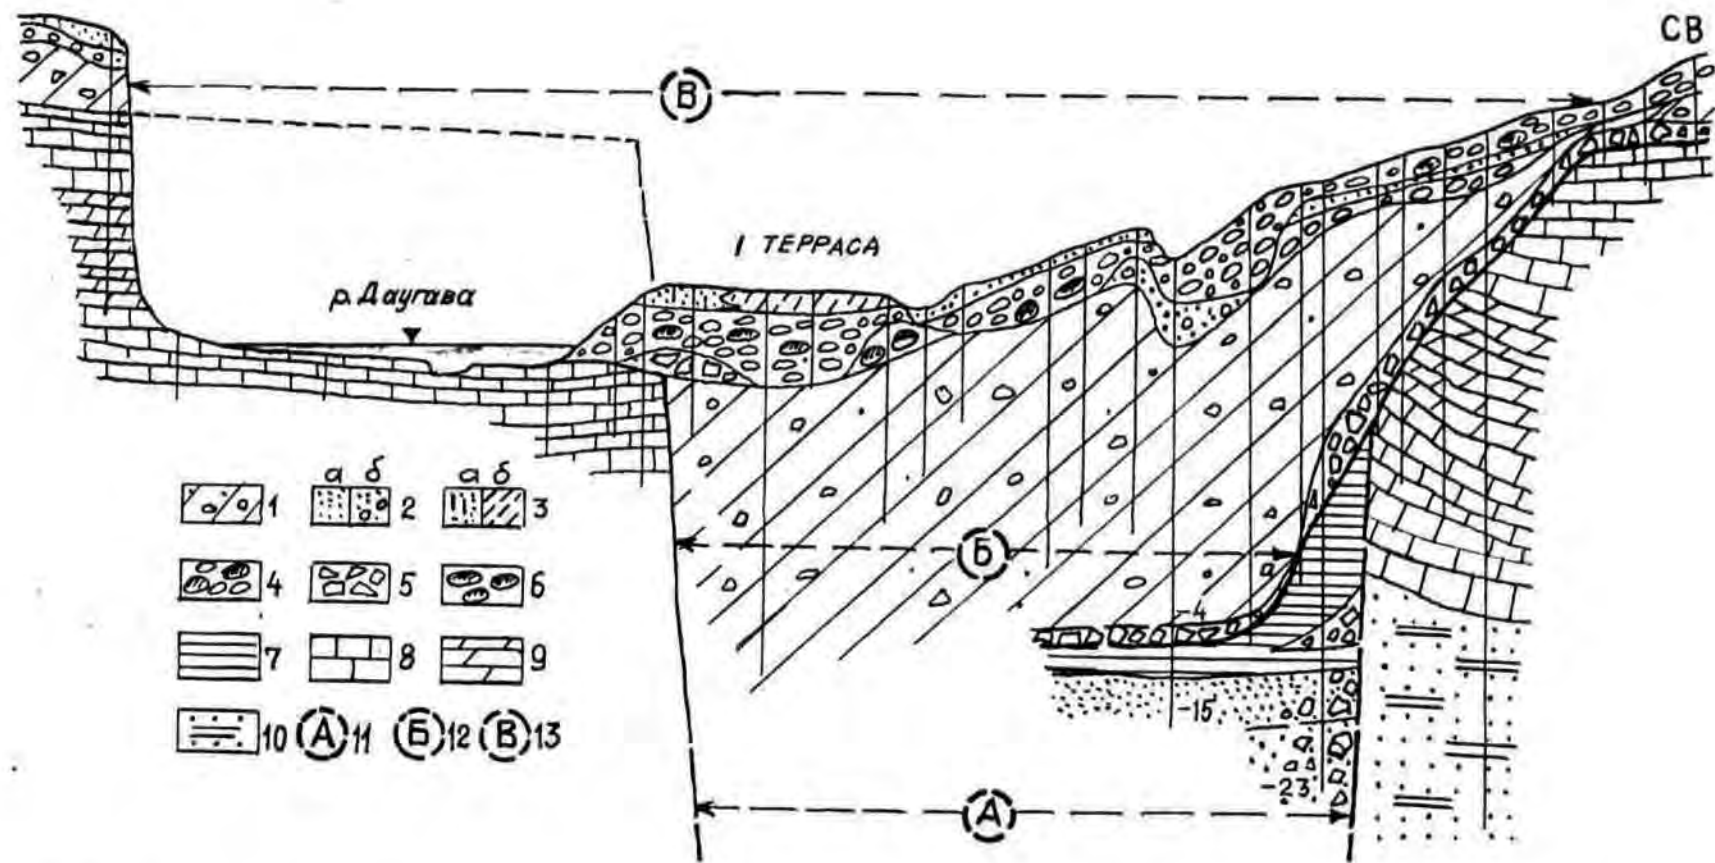 СВ
В
I ТЕРРАСА
р. Даугава
Б
-4
-15
-23
А
1
а б 2
а б 3
4
5
6
7
8
9
10
А 11
Б 12
В 13